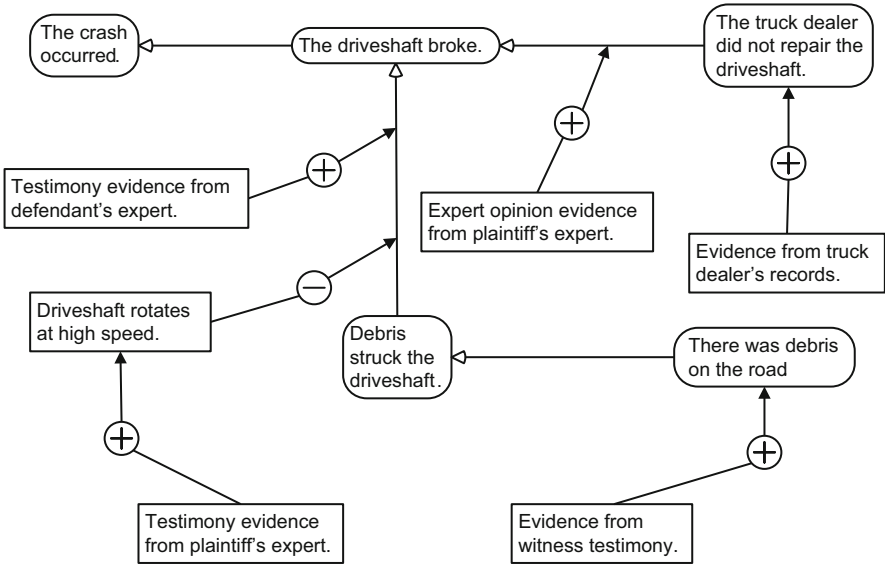 The crash
occurred.
The driveshaft broke.
The truck dealer
did not repair the
driveshaft.
Testimony evidence from
defendant's expert.
Expert opinion evidence
from plaintiff's expert.
Evidence from truck
dealer's records.
Driveshaft rotates
at high speed.
Debris
struck the
driveshaft.
There was debris
on the road
Testimony evidence
from plaintiff's expert.
Evidence from
witness testimony.